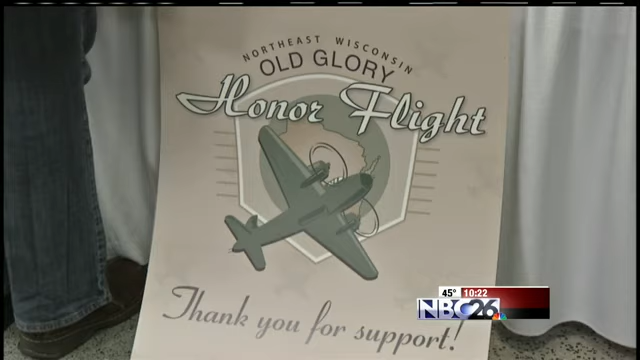 NORTHEAST WISCONSIN
OLD GLORY
Honor Flight
Thank you for support!
45° 10:22
NBC26